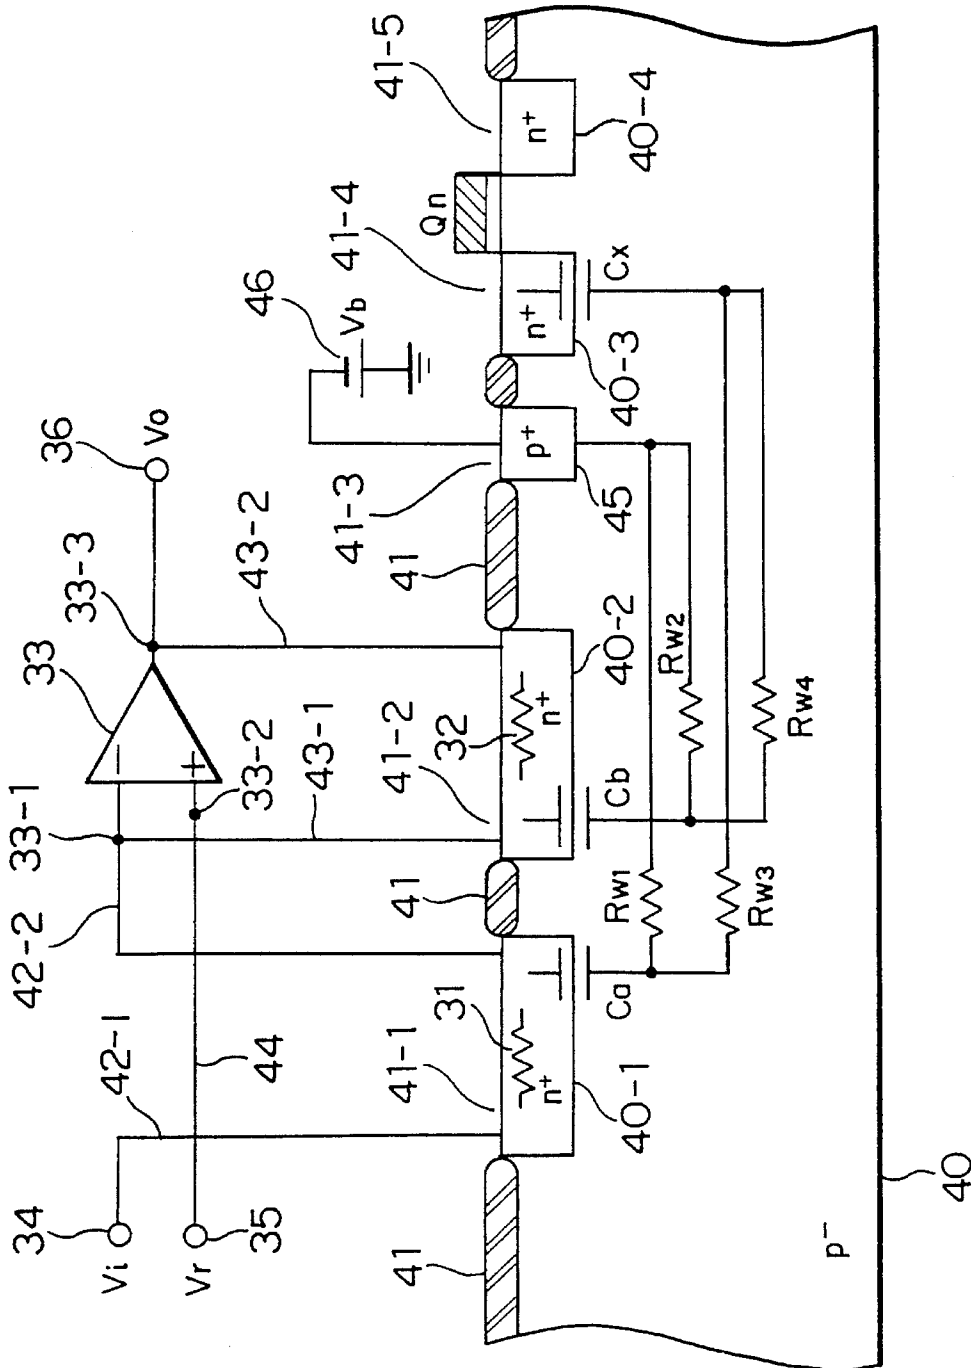 34
Vi
42-1
42-2
33-1
33
33-3
36
Vo
Vr
35
44
−
+
33-2
43-1
43-2
46
Vb
41
41-1
31
n+
40-1
41
41-2
32
n+
40-2
41
41-3
p+
45
41-4
n+
40-3
Qn
41-5
n+
40-4
Ca
Cb
Cx
Rw1
Rw2
Rw3
Rw4
p−
40